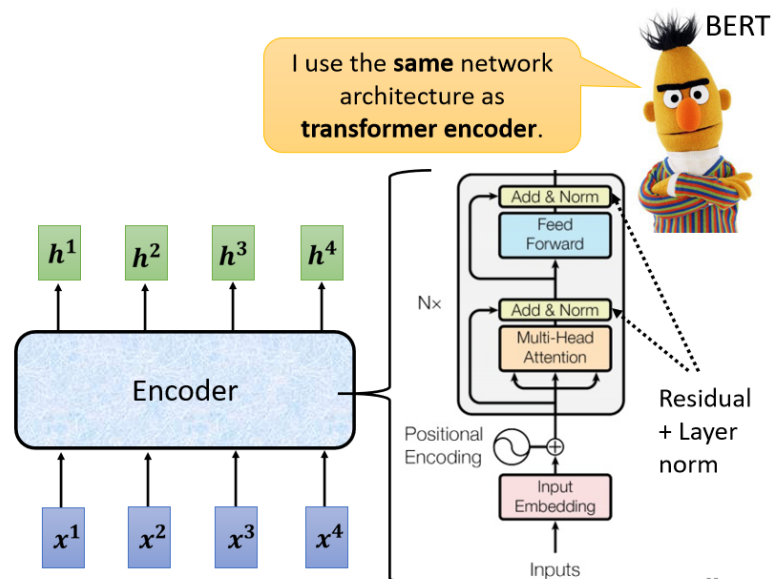 BERT
I use the same network
architecture as
transformer encoder.
h¹
h²
h³
h⁴
Encoder
x¹
x²
x³
x⁴
Add & Norm
Feed
Forward
N×
Add & Norm
Multi-Head
Attention
Positional
Encoding
Input
Embedding
Inputs
Residual
+ Layer
norm